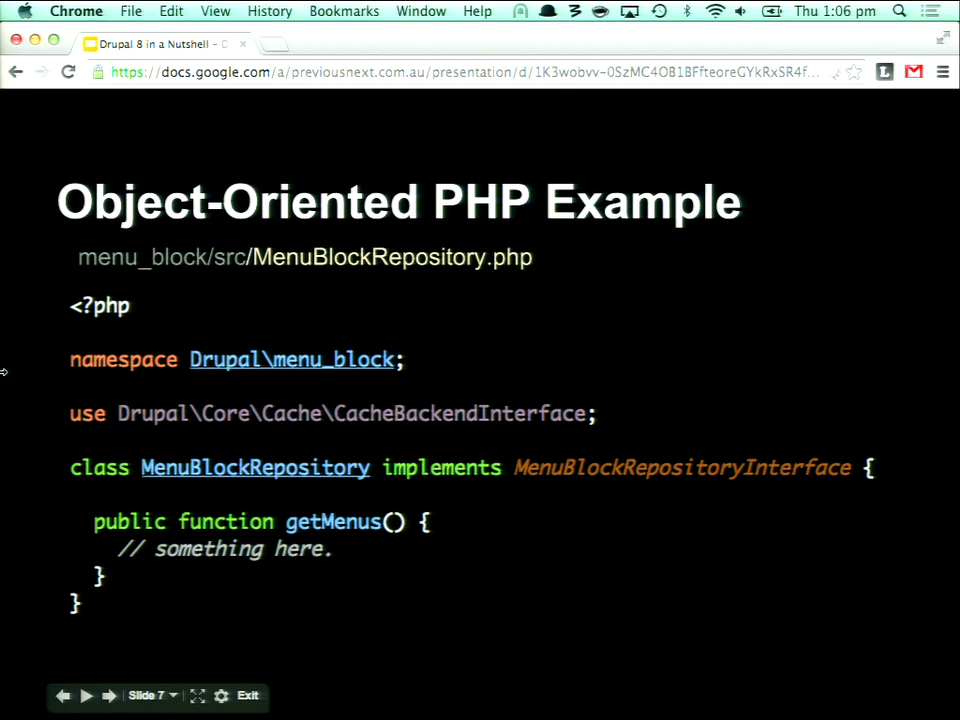 Chrome File Edit View History Bookmarks Window Help Thu 1:06 pm
Drupal 8 in a Nutshell – D
https://docs.google.com/a/previousnext.com.au/presentation/d/
Object-Oriented PHP Example
menu_block/src/MenuBlockRepository.php
<?php
namespace Drupal\menu_block;
use Drupal\Core\Cache\CacheBackendInterface;
class MenuBlockRepository implements MenuBlockRepositoryInterface {
public function getMenus() {
// something here.
}
}
Slide 7 Exit